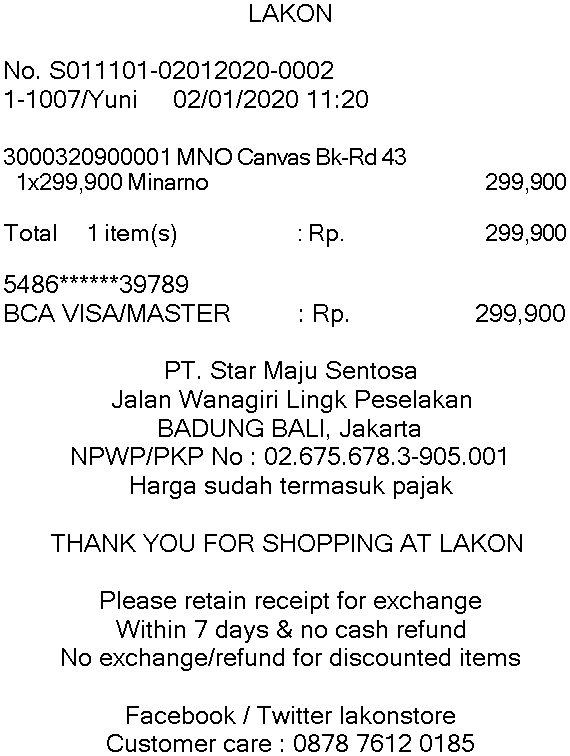 LAKON
No. S011101-02012020-0002
1-1007/Yuni 02/01/2020 11:20
3000320900001 MNO Canvas Bk-Rd 43
1x299,900 Minarno 299,900
Total 1 item(s) : Rp. 299,900
5486******39789
BCA VISA/MASTER : Rp. 299,900
PT. Star Maju Sentosa
Jalan Wanagiri Lingk Peselakan
BADUNG BALI, Jakarta
NPWP/PKP No : 02.675.678.3-905.001
Harga sudah termasuk pajak
THANK YOU FOR SHOPPING AT LAKON
Please retain receipt for exchange
Within 7 days & no cash refund
No exchange/refund for discounted items
Facebook / Twitter lakonstore
Customer care : 0878 7612 0185